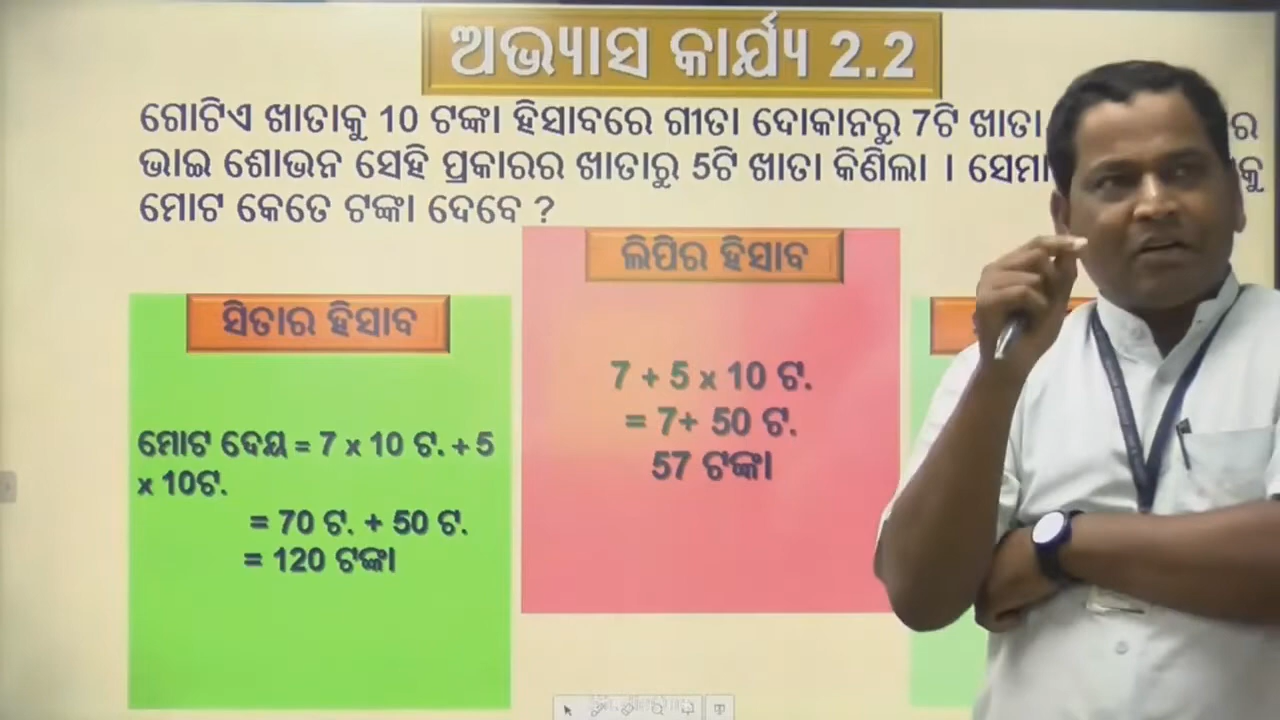 ଅଭ୍ୟାସ କାର୍ଯ୍ୟ 2.2
ଗୋଟିଏ ଖାତାକୁ 10 ଟଙ୍କା ହିସାବରେ ଗୀତା ଦୋକାନରୁ 7ଟି ଖାତା
ଭାଇ ଶୋଭନ ସେହି ପ୍ରକାରର ଖାତାରୁ 5ଟି ଖାତା କିଣିଲା ।
ମୋଟ କେତେ ଟଙ୍କା ଦେବେ ?
ସିତାର ହିସାବ
ମୋଟ ଦେୟ = 7 x 10 ଟ. + 5
x 10ଟ.
= 70 ଟ. + 50 ଟ.
= 120 ଟଙ୍କା
ଲିପିର ହିସାବ
7 + 5 x 10 ଟ.
= 7+ 50 ଟ.
57 ଟଙ୍କା